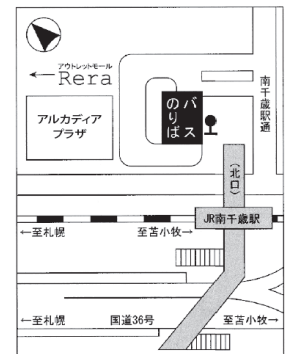 アウトレットモール
←Rera
アルカディア
プラザ
バス
のりば
南千歳駅通
(北口)
JR南千歳駅
←至札幌
至苫小牧→
←至札幌
国道36号
至苫小牧→